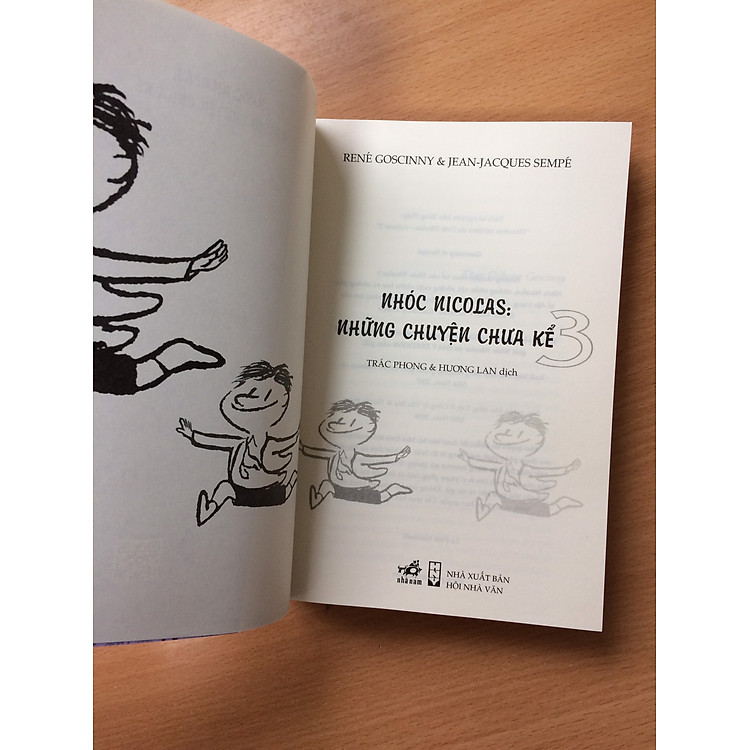 RENÉ GOSCINNY & JEAN-JACQUES SEMPÉ
NHÓC NICOLAS:
NHỮNG CHUYỆN CHƯA KỂ 3
TRÁC PHONG & HƯƠNG LAN dịch
nhã nam
NHÀ XUẤT BẢN
HỘI NHÀ VĂN